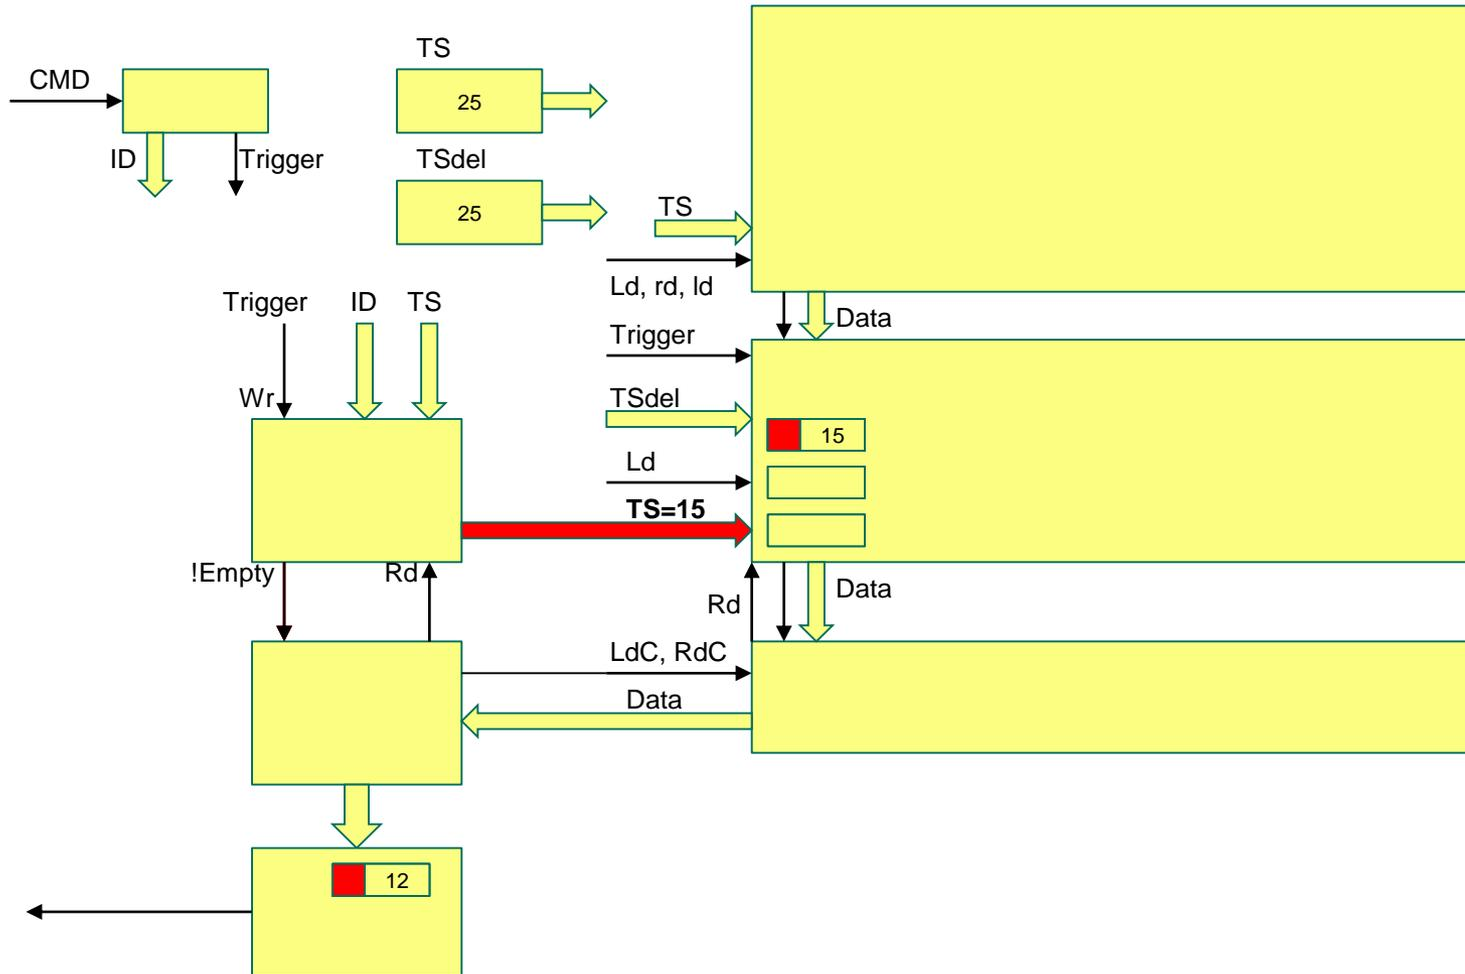 TS
CMD
25
ID
Trigger
TSdel
25
TS
Ld, rd, ld
Trigger
ID
TS
Data
Trigger
Wr
TSdel
15
Ld
TS=15
!Empty
Rd
Data
Rd
LdC, RdC
Data
12